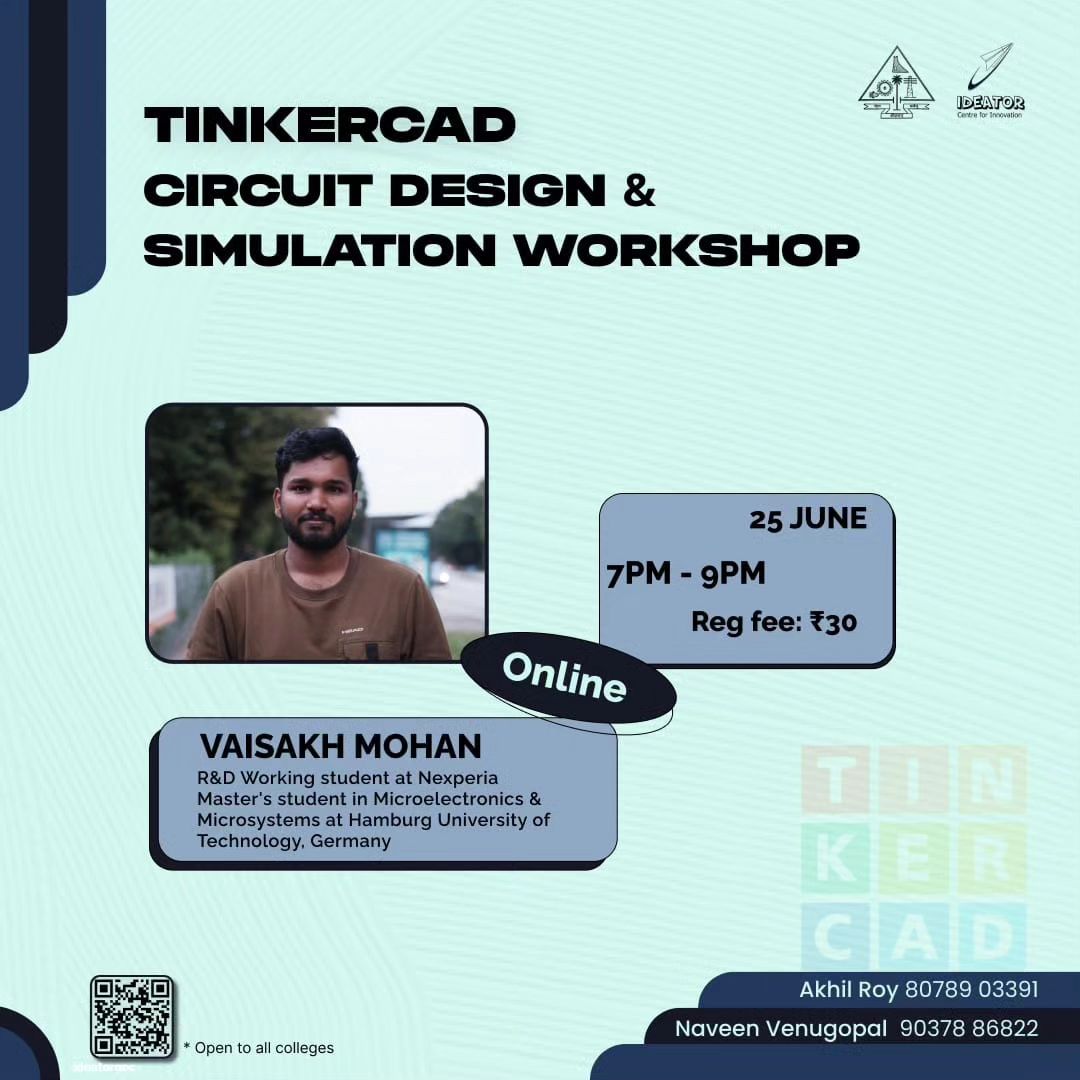 IDEATOR
Centre for Innovation
TINKERCAD
CIRCUIT DESIGN &
SIMULATION WORKSHOP
HEAD
25 JUNE
7PM - 9PM
Reg fee: ₹30
Online
VAISAKH MOHAN
R&D Working student at Nexperia
Master's student in Microelectronics &
Microsystems at Hamburg University of
Technology, Germany
TIN
KER
CAD
Akhil Roy 80789 03391
Naveen Venugopal 90378 86822
* Open to all colleges